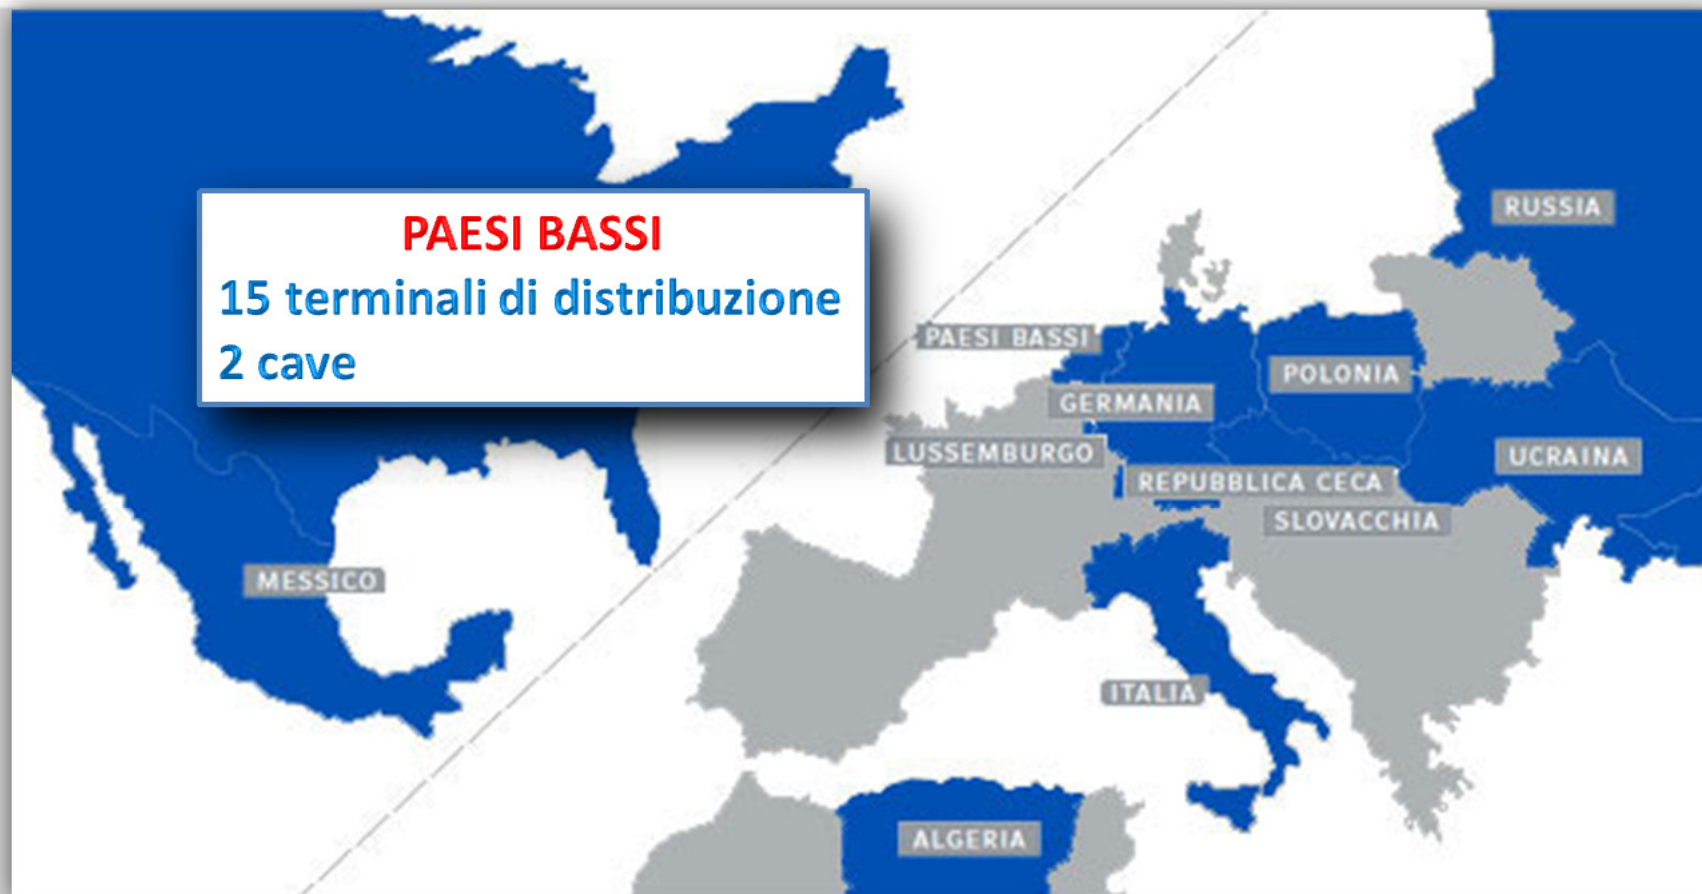 PAESI BASSI
15 terminali di distribuzione
2 cave
RUSSIA
PAESI BASSI
POLONIA
GERMANIA
LUSSEMBURGO
UCRAINA
REPUBBLICA CECA
SLOVACCHIA
MESSICO
ITALIA
ALGERIA